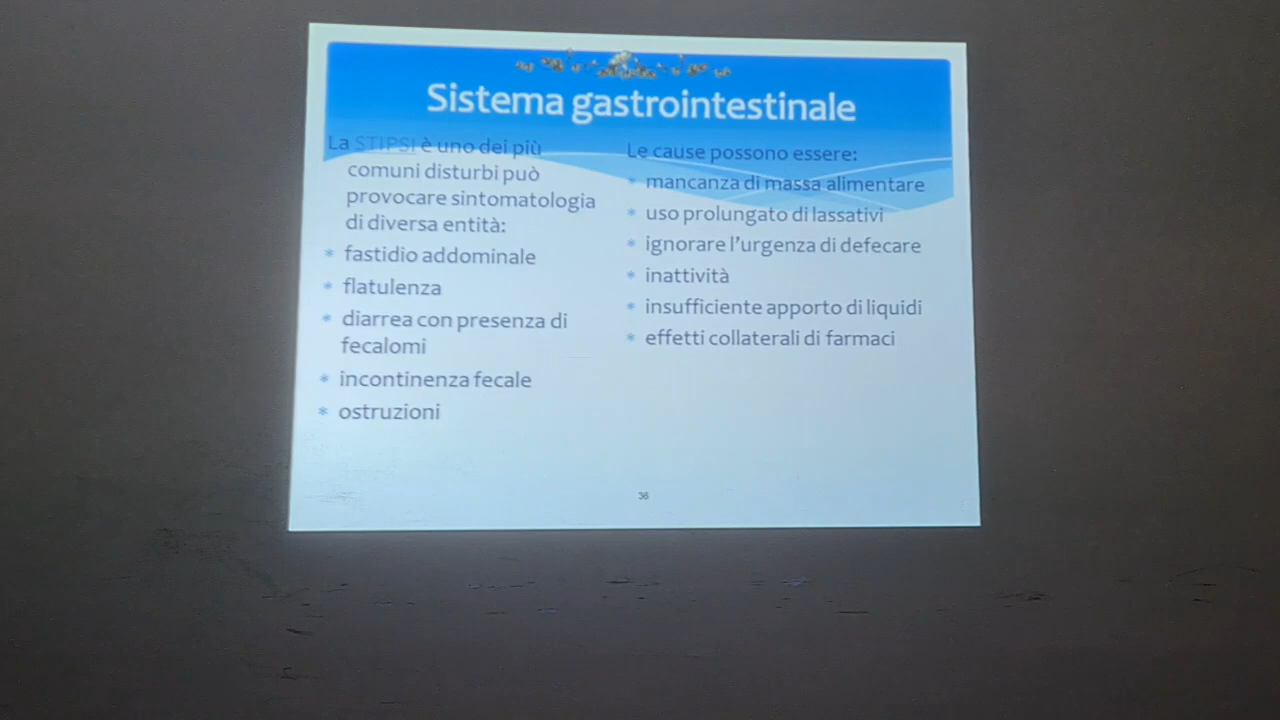 Sistema gastrointestinale
La STIPSI è uno dei più
comuni disturbi può
provocare sintomatologia
di diversa entità:
* fastidio addominale
* flatulenza
* diarrea con presenza di
fecalomi
* incontinenza fecale
* ostruzioni
Le cause possono essere:
* mancanza di massa alimentare
* uso prolungato di lassativi
* ignorare l'urgenza di defecare
* inattività
* insufficiente apporto di liquidi
* effetti collaterali di farmaci
36